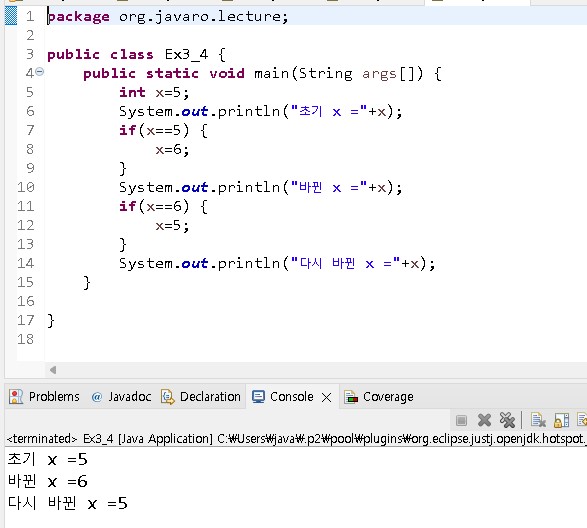 1 package org.javaro.lecture;
2
3 public class Ex3_4 {
4 public static void main(String args[]) {
5 int x=5;
6 System.out.println("초기 x ="+x);
7 if(x==5) {
8 x=6;
9 }
10 System.out.println("바뀐 x ="+x);
11 if(x==6) {
12 x=5;
13 }
14 System.out.println("다시 바뀐 x ="+x);
15 }
16
17 }
18
Problems @ Javadoc Declaration Console Coverage
<terminated> Ex3_4 [Java Application] C:₩Users₩java₩.p2₩pool₩plugins₩org.eclipse.justj.openjdk.hotspot.
초기 x =5
바뀐 x =6
다시 바뀐 x =5